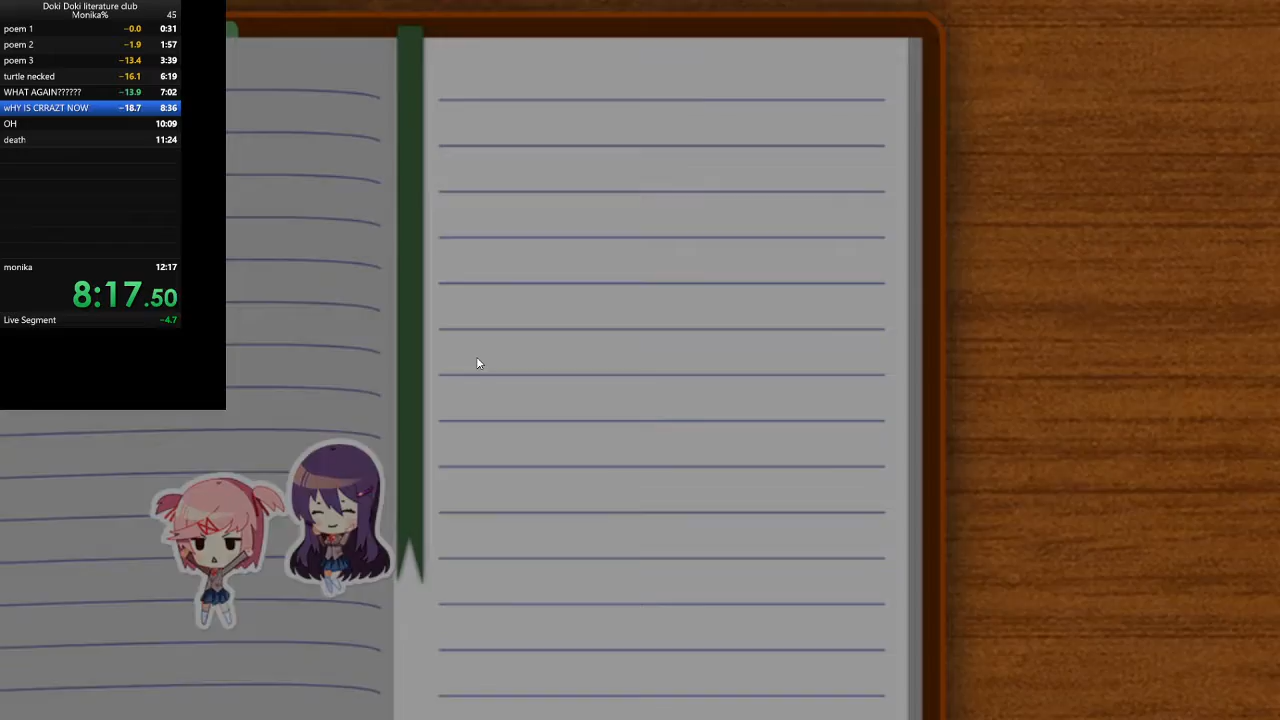 Doki Doki literature club
Monika% 45
poem 1 −0.0 0:31
poem 2 −1.9 1:57
poem 3 −13.4 3:39
turtle necked −16.1 6:19
WHAT AGAIN?????? −13.9 7:02
wHY IS CRRAZT NOW −18.7 8:36
OH 10:09
death 11:24
monika 12:17
8:17.50
Live Segment −4.7